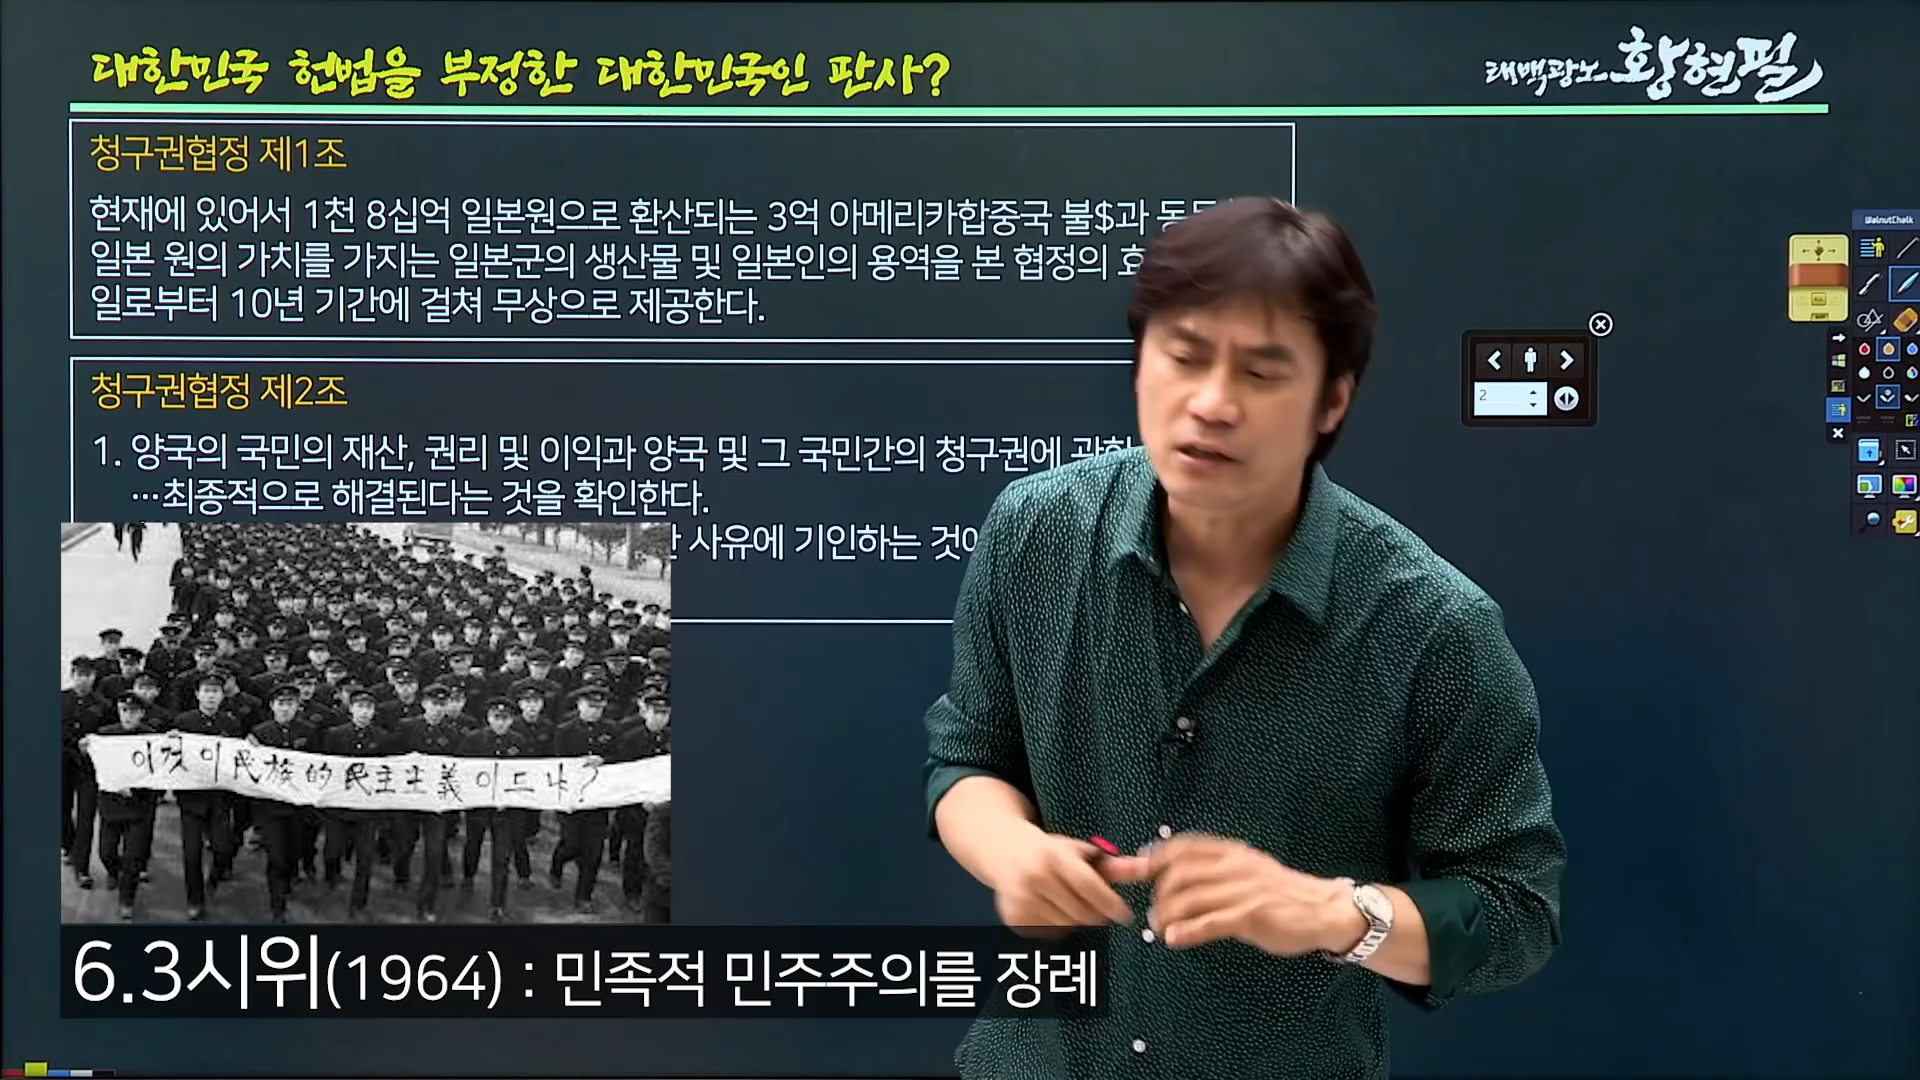 대한민국 헌법을 부정한 대한민국인 판사?
태백광노 황현필
청구권협정 제1조
현재에 있어서 1천 8십억 일본원으로 환산되는 3억 아메리카합중국 불$과
일본 원의 가치를 가지는 일본군의 생산물 및 일본인의 용역을 본 협정의
일로부터 10년 기간에 걸쳐 무상으로 제공한다.
청구권협정 제2조
1. 양국의 국민의 재산, 권리 및 이익과 양국 및 그 국민간의 청구권에
…최종적으로 해결된다는 것을 확인한다.
사유에 기인하는
이것이 民族的 民主主義이드냐?
6.3시위(1964) : 민족적 민주주의를 장례
WalnutChalk
2